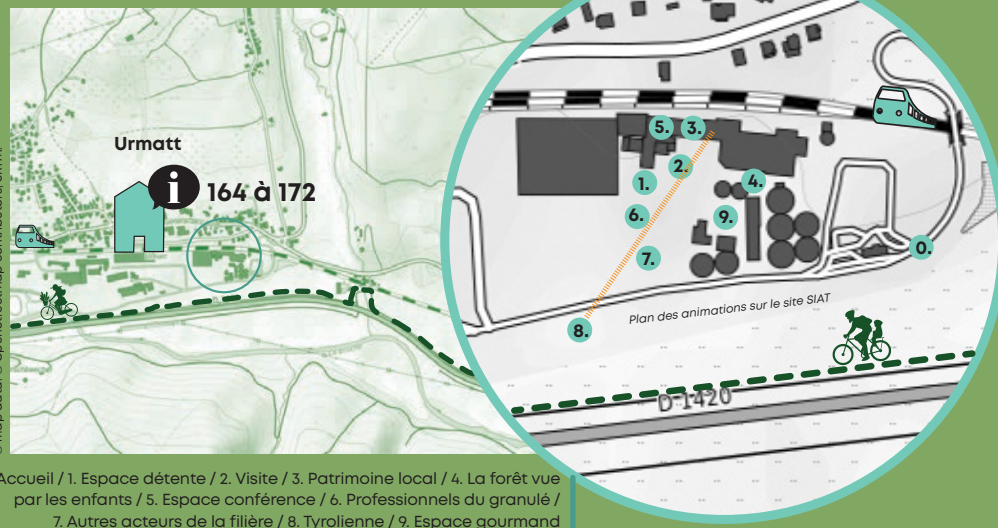 Urmatt
i 164 à 172
5. 3.
2.
1. 4.
6. 9.
7. 0.
8.
Plan des animations sur le site SIAT
D 1420
Accueil / 1. Espace détente / 2. Visite / 3. Patrimoine local / 4. La forêt vue
par les enfants / 5. Espace conférence / 6. Professionnels du granulé /
7. Autres acteurs de la filière / 8. Tyrolienne / 9. Espace gourmand